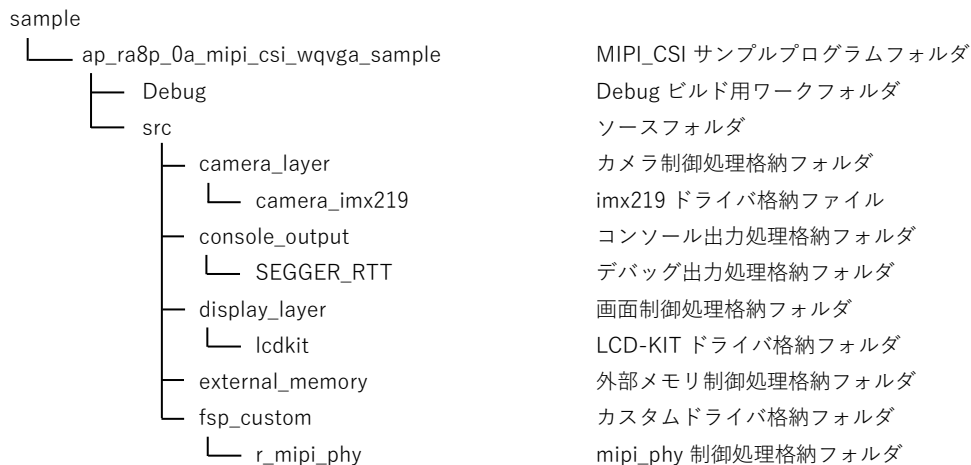 sample
ap_ra8p_0a_mipi_csi_wqvga_sample MIPI_CSI サンプルプログラムフォルダ
Debug Debug ビルド用ワークフォルダ
src ソースフォルダ
camera_layer カメラ制御処理格納フォルダ
camera_imx219 imx219 ドライバ格納ファイル
console_output コンソール出力処理格納フォルダ
SEGGER_RTT デバッグ出力処理格納フォルダ
display_layer 画面制御処理格納フォルダ
lcdkit LCD-KIT ドライバ格納フォルダ
external_memory 外部メモリ制御処理格納フォルダ
fsp_custom カスタムドライバ格納フォルダ
r_mipi_phy mipi_phy 制御処理格納フォルダ